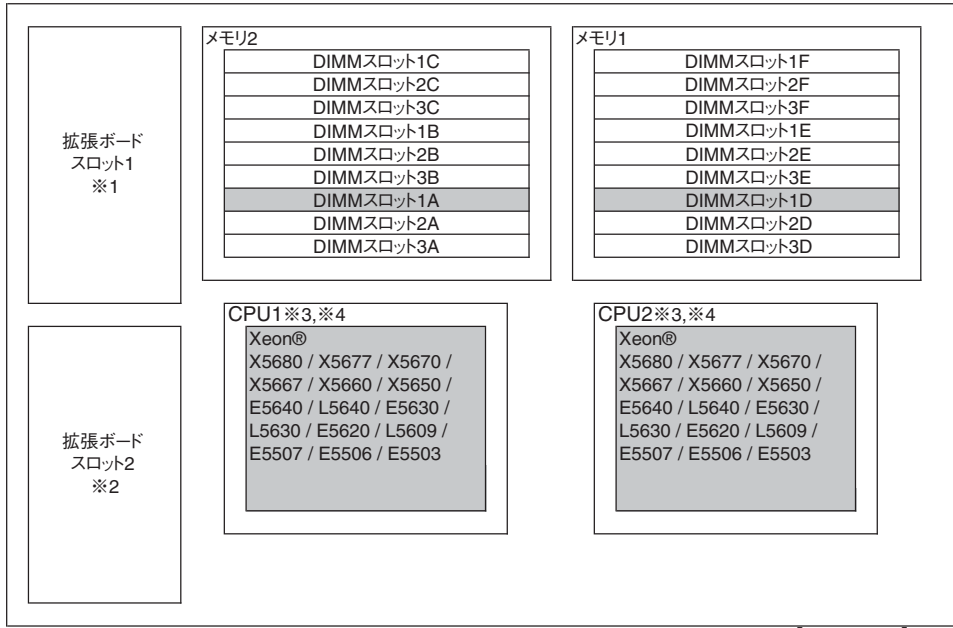 拡張ボード
スロット1
※1
メモリ2
DIMMスロット1C
DIMMスロット2C
DIMMスロット3C
DIMMスロット1B
DIMMスロット2B
DIMMスロット3B
DIMMスロット1A
DIMMスロット2A
DIMMスロット3A
メモリ1
DIMMスロット1F
DIMMスロット2F
DIMMスロット3F
DIMMスロット1E
DIMMスロット2E
DIMMスロット3E
DIMMスロット1D
DIMMスロット2D
DIMMスロット3D
拡張ボード
スロット2
※2
CPU1※3,※4
Xeon®
X5680 / X5677 / X5670 /
X5667 / X5660 / X5650 /
E5640 / L5640 / E5630 /
L5630 / E5620 / L5609 /
E5507 / E5506 / E5503
CPU2※3,※4
Xeon®
X5680 / X5677 / X5670 /
X5667 / X5660 / X5650 /
E5640 / L5640 / E5630 /
L5630 / E5620 / L5609 /
E5507 / E5506 / E5503